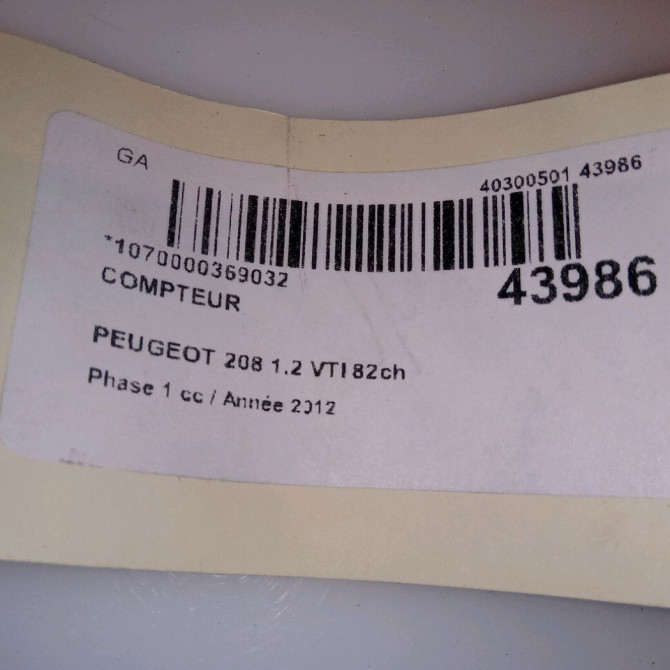 GA
40300501 43986
*1070000369032
43986
COMPTEUR
PEUGEOT 208 1.2 VTI 82ch
Phase 1 cc / Année 2012